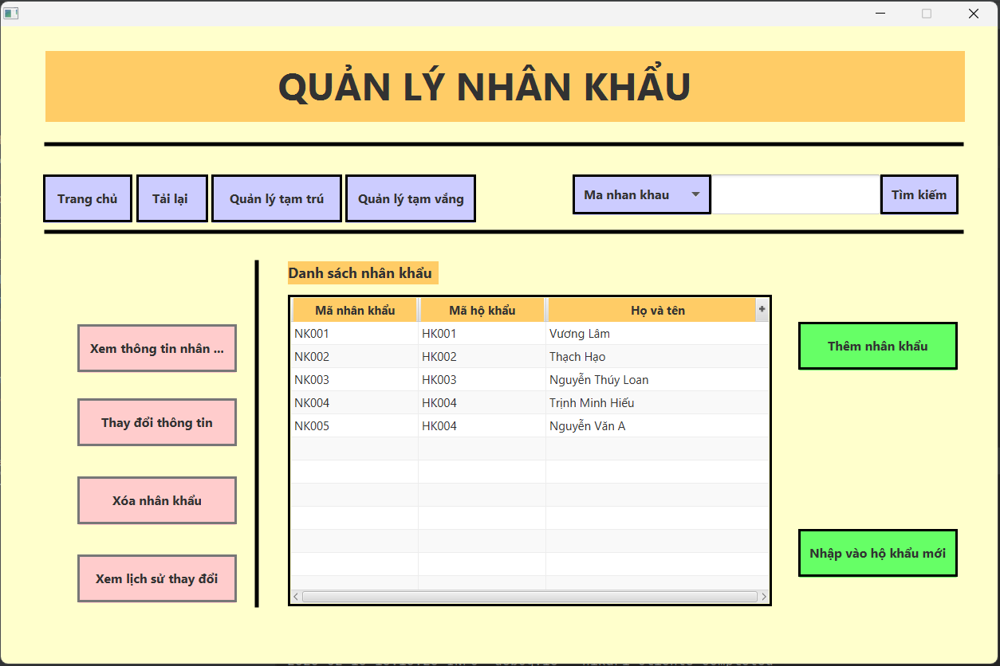 QUẢN LÝ NHÂN KHẨU
Trang chủ
Tải lại
Quản lý tạm trú
Quản lý tạm vắng
Ma nhan khau
Tìm kiếm
Danh sách nhân khẩu
Mã nhân khẩu Mã hộ khẩu Họ và tên +
NK001 HK001 Vương Lâm
NK002 HK002 Thạch Hạo
NK003 HK003 Nguyễn Thúy Loan
NK004 HK004 Trịnh Minh Hiếu
NK005 HK004 Nguyễn Văn A
Xem thông tin nhân ...
Thay đổi thông tin
Xóa nhân khẩu
Xem lịch sử thay đổi
Thêm nhân khẩu
Nhập vào hộ khẩu mới